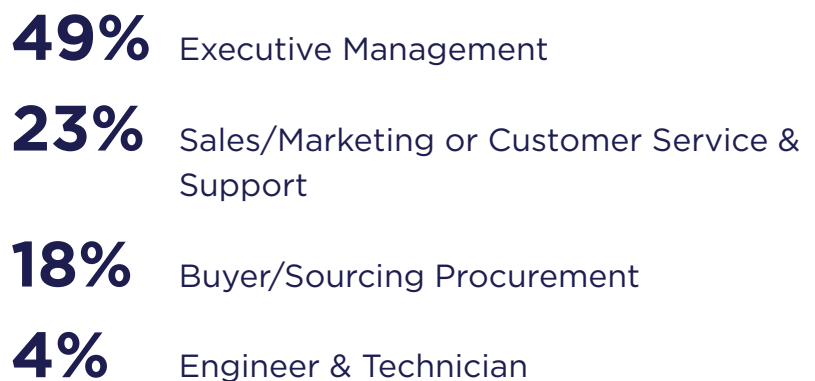 49% Executive Management
23% Sales/Marketing or Customer Service &
Support
18% Buyer/Sourcing Procurement
4% Engineer & Technician